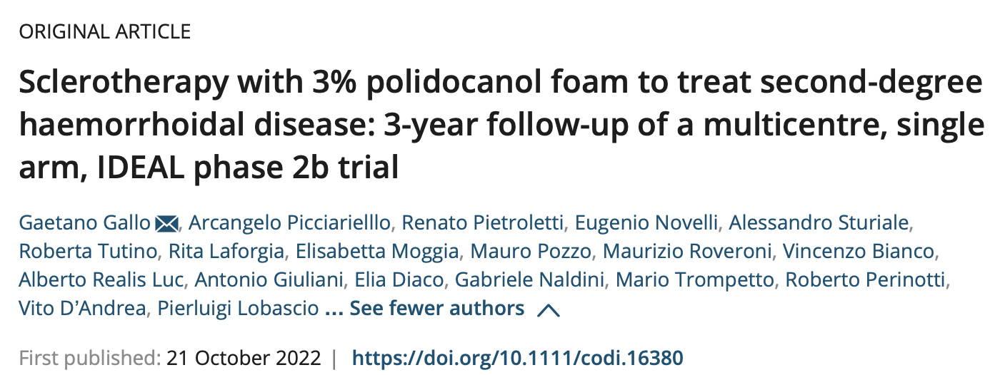 ORIGINAL ARTICLE
Sclerotherapy with 3% polidocanol foam to treat second-degree
haemorrhoidal disease: 3-year follow-up of a multicentre, single
arm, IDEAL phase 2b trial
Gaetano Gallo, Arcangelo Picciarielllo, Renato Pietroletti, Eugenio Novelli, Alessandro Sturiale,
Roberta Tutino, Rita Laforgia, Elisabetta Moggia, Mauro Pozzo, Maurizio Roveroni, Vincenzo Bianco,
Alberto Realis Luc, Antonio Giuliani, Elia Diaco, Gabriele Naldini, Mario Trompetto, Roberto Perinotti,
Vito D’Andrea, Pierluigi Lobascio ... See fewer authors
First published: 21 October 2022 | https://doi.org/10.1111/codi.16380